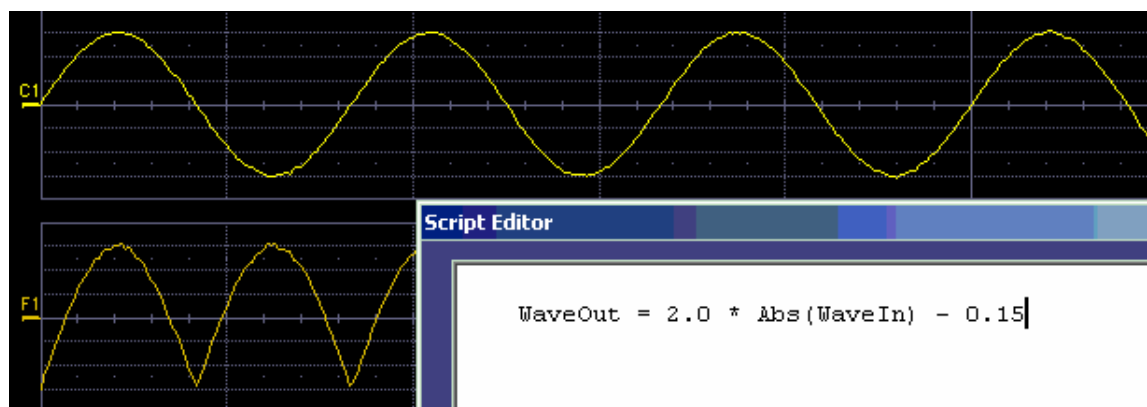 C1
Script Editor
F1
WaveOut = 2.0 * Abs(WaveIn) - 0.15